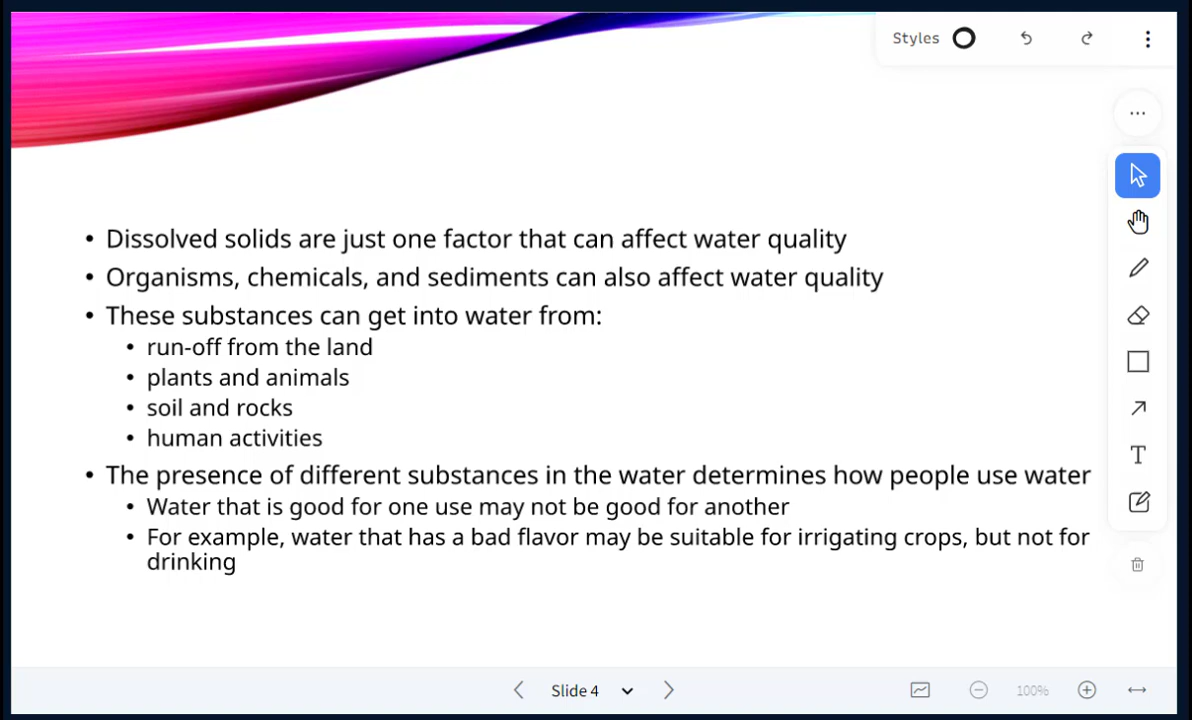 Styles
• Dissolved solids are just one factor that can affect water quality
• Organisms, chemicals, and sediments can also affect water quality
• These substances can get into water from:
• run-off from the land
• plants and animals
• soil and rocks
• human activities
• The presence of different substances in the water determines how people use water
• Water that is good for one use may not be good for another
• For example, water that has a bad flavor may be suitable for irrigating crops, but not for
drinking
T
Slide 4
100%